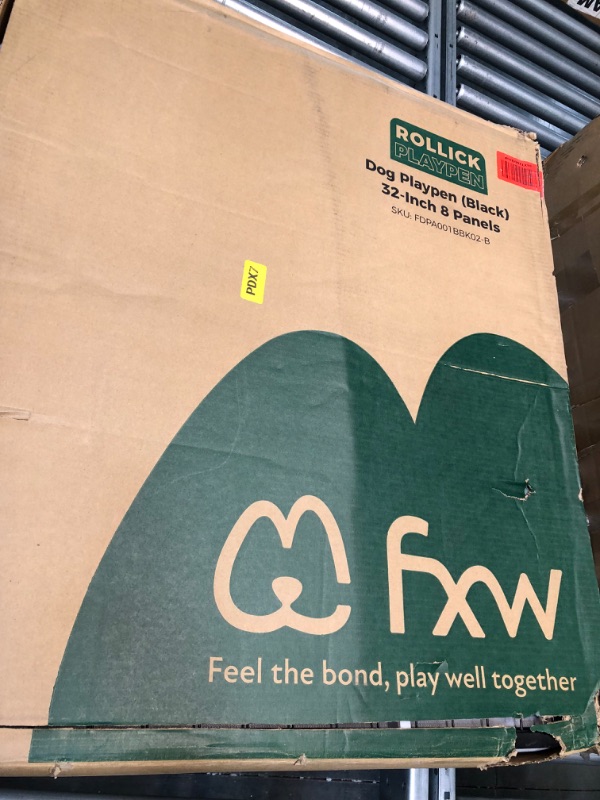 ROLLICK
PLAYPEN
Dog Playpen (Black)
32-Inch 8 Panels
SKU: FDPA001BBK02-B
PDX7
fxw
Feel the bond, play well together